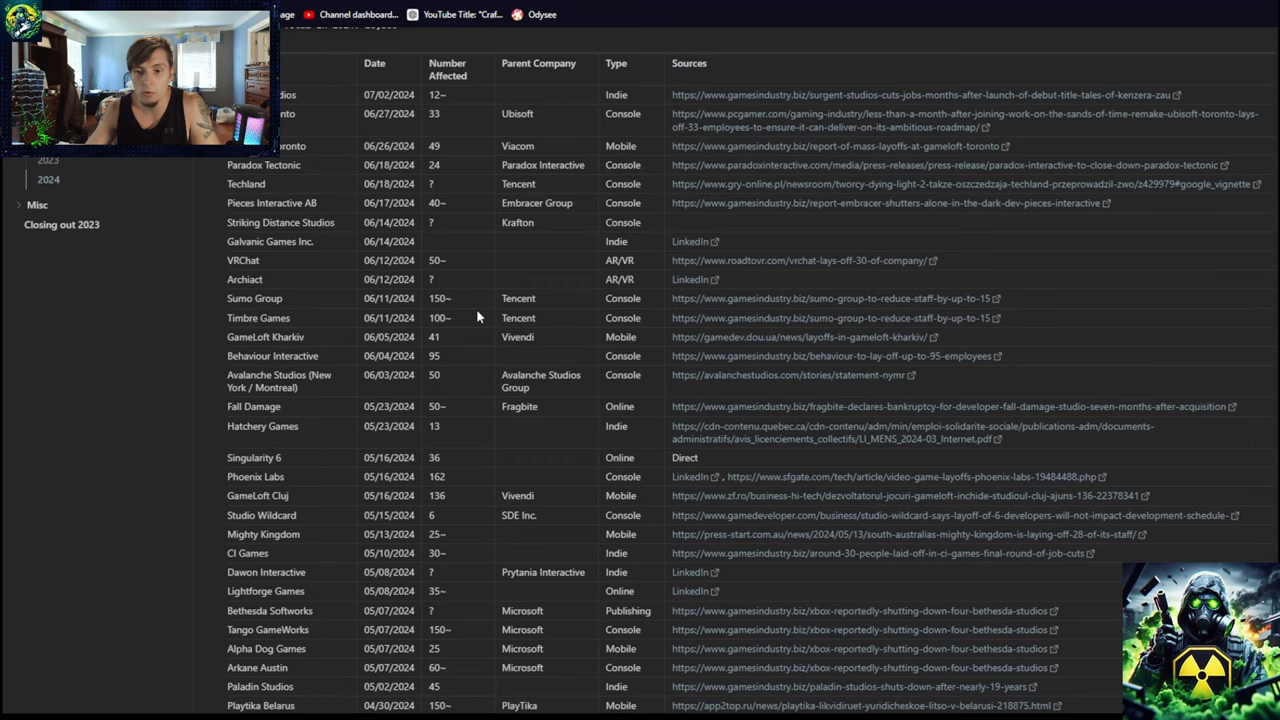 nage Channel dashboard... YouTube Title: "Craf... Odysee
Date Number Affected Parent Company Type Sources
dios 07/02/2024 12~ Indie https://www.gamesindustry.biz/surgent-studios-cuts-jobs-months-after-launch-of-debut-title-tales-of-kenzera-zau
onto 06/27/2024 33 Ubisoft Console https://www.pcgamer.com/gaming-industry/less-than-a-month-after-joining-work-on-the-sands-of-time-remake-ubisoft-toronto-lays-
off-33-employees-to-ensure-it-can-deliver-on-its-ambitious-roadmap/
oronto 06/26/2024 49 Viacom Mobile https://www.gamesindustry.biz/report-of-mass-layoffs-at-gameloft-toronto
2023
Paradox Tectonic 06/18/2024 24 Paradox Interactive Console https://www.paradoxinteractive.com/media/press-releases/press-release/paradox-interactive-to-close-down-paradox-tectonic
2024
Techland 06/18/2024 ? Tencent Console https://www.gry-online.pl/newsroom/tworcy-dying-light-2-takze-oszczedzaja-techland-przeprowadzil-zwo/z429979#google_vignette
Misc
Pieces Interactive AB 06/17/2024 40~ Embracer Group Console https://www.gamesindustry.biz/report-embracer-shutters-alone-in-the-dark-dev-pieces-interactive
Closing out 2023
Striking Distance Studios 06/14/2024 ? Krafton Console
Galvanic Games Inc. 06/14/2024 Indie LinkedIn
VRChat 06/12/2024 50~ AR/VR https://www.roadtovr.com/vrchat-lays-off-30-of-company/
Archiact 06/12/2024 ? AR/VR LinkedIn
Sumo Group 06/11/2024 150~ Tencent Console https://www.gamesindustry.biz/sumo-group-to-reduce-staff-by-up-to-15
Timbre Games 06/11/2024 100~ Tencent Console https://www.gamesindustry.biz/sumo-group-to-reduce-staff-by-up-to-15
GameLoft Kharkiv 06/05/2024 41 Vivendi Mobile https://gamedev.dou.ua/news/layoffs-in-gameloft-kharkiv/
Behaviour Interactive 06/04/2024 95 Console https://www.gamesindustry.biz/behaviour-to-lay-off-up-to-95-employees
Avalanche Studios (New York / Montreal) 06/03/2024 50 Avalanche Studios Group Console https://avalanchestudios.com/stories/statement-nymr
Fall Damage 05/23/2024 50~ Fragbite Online https://www.gamesindustry.biz/fragbite-declares-bankruptcy-for-developer-fall-damage-studio-seven-months-after-acquisition
Hatchery Games 05/23/2024 13 Indie https://cdn-contenu.quebec.ca/cdn-contenu/adm/min/emploi-solidarite-sociale/publications-adm/documents-
administratifs/avis_licenciements_collectifs/LI_MENS_2024-03_Internet.pdf
Singularity 6 05/16/2024 36 Online Direct
Phoenix Labs 05/16/2024 162 Console LinkedIn , https://www.sfgate.com/tech/article/video-game-layoffs-phoenix-labs-19484488.php
GameLoft Cluj 05/16/2024 136 Vivendi Mobile https://www.zf.ro/business-hi-tech/dezvoltatorul-jocuri-gameloft-inchide-studioul-cluj-ajuns-136-22378341
Studio Wildcard 05/15/2024 6 SDE Inc. Console https://www.gamedeveloper.com/business/studio-wildcard-says-layoff-of-6-developers-will-not-impact-development-schedule-
Mighty Kingdom 05/13/2024 25~ Mobile https://press-start.com.au/news/2024/05/13/south-australias-mighty-kingdom-is-laying-off-28-of-its-staff/
CI Games 05/10/2024 30~ Indie https://www.gamesindustry.biz/around-30-people-laid-off-in-ci-games-final-round-of-job-cuts
Dawon Interactive 05/08/2024 ? Prytania Interactive Indie LinkedIn
Lightforge Games 05/08/2024 35~ Online LinkedIn
Bethesda Softworks 05/07/2024 ? Microsoft Publishing https://www.gamesindustry.biz/xbox-reportedly-shutting-down-four-bethesda-studios
Tango GameWorks 05/07/2024 150~ Microsoft Console https://www.gamesindustry.biz/xbox-reportedly-shutting-down-four-bethesda-studios
Alpha Dog Games 05/07/2024 25 Microsoft Mobile https://www.gamesindustry.biz/xbox-reportedly-shutting-down-four-bethesda-studios
Arkane Austin 05/07/2024 60~ Microsoft Console https://www.gamesindustry.biz/xbox-reportedly-shutting-down-four-bethesda-studios
Paladin Studios 05/02/2024 45 Indie https://www.gamesindustry.biz/paladin-studios-shuts-down-after-nearly-19-years
Playtika Belarus 04/30/2024 150~ PlayTika Mobile https://app2top.ru/news/playtika-likvidiruet-yuridicheskoe-litso-v-belarusi-218875.html